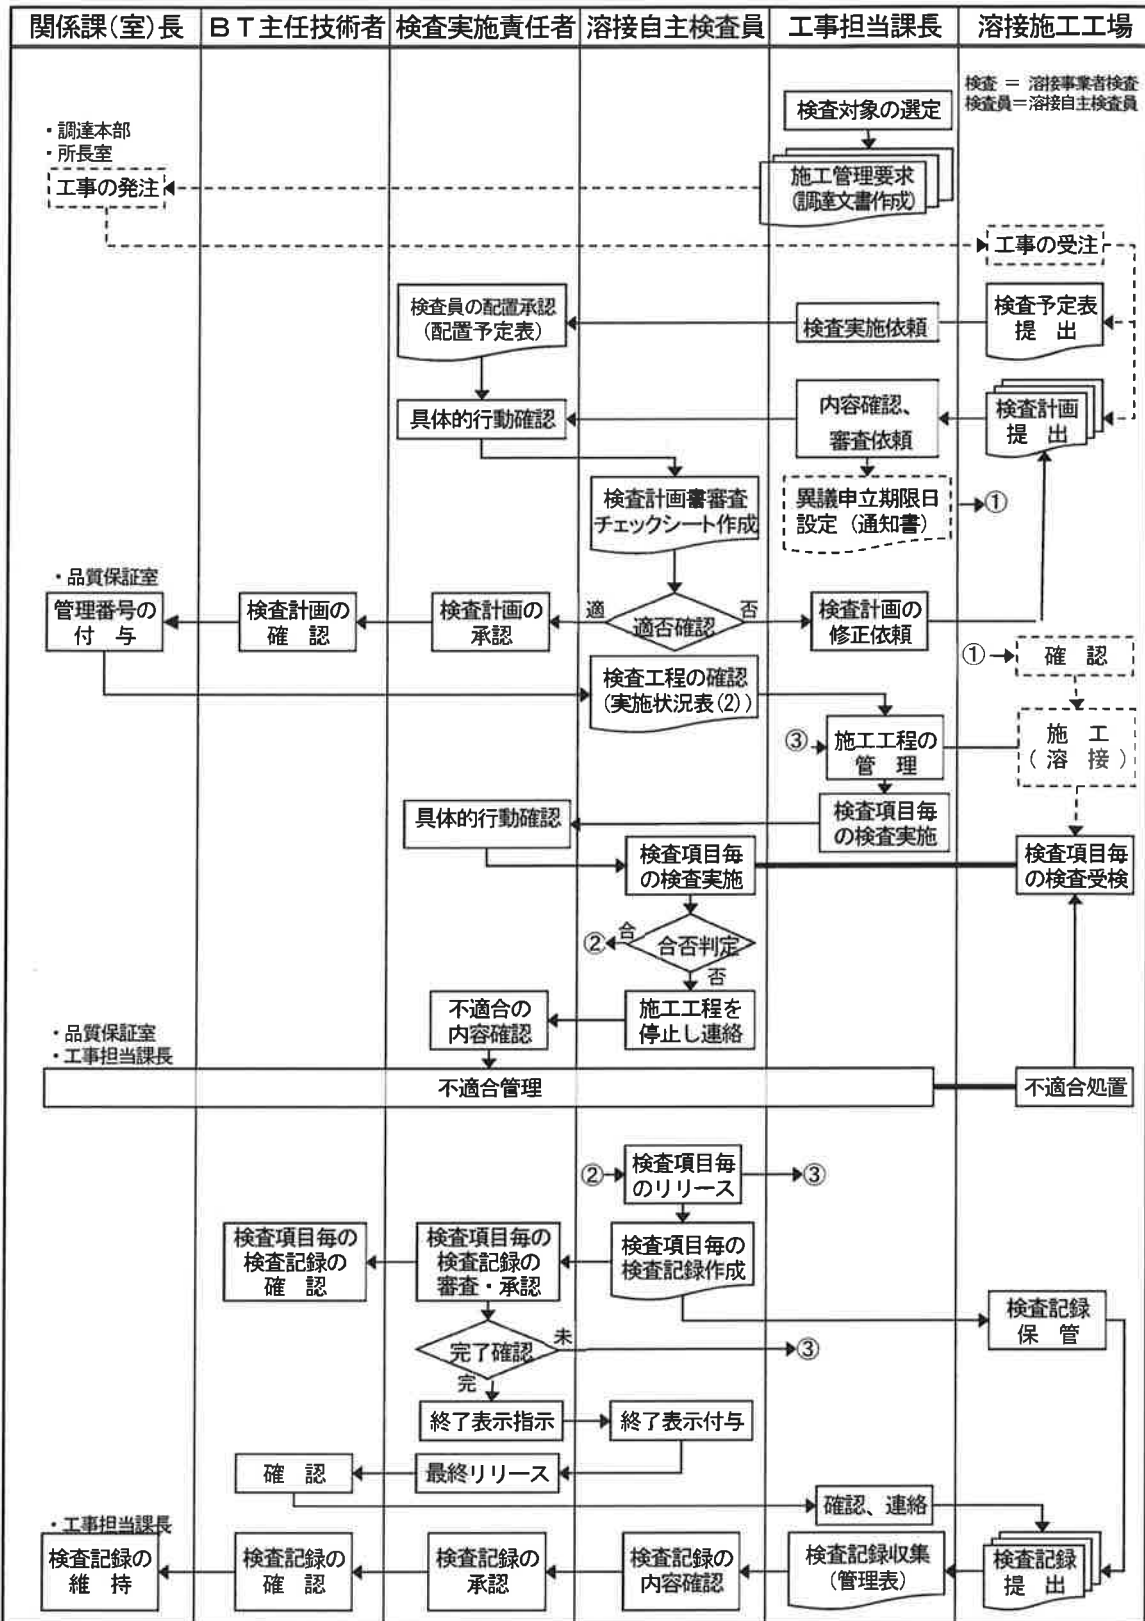 関係課(室)長
ＢＴ主任技術者
検査実施責任者
溶接自主検査員
工事担当課長
溶接施工工場
検査 ＝ 溶接事業者検査
検査員＝溶接自主検査員
検査対象の選定
・調達本部
・所長室
工事の発注
施工管理要求
(調達文書作成)
工事の受注
検査員の配置承認
(配置予定表)
検査実施依頼
検査予定表
提 出
具体的行動確認
内容確認、
審査依頼
検査計画
提 出
検査計画書審査
チェックシート作成
異議申立期限日
設定 (通知書)
①
・品質保証室
管理番号の
付 与
検査計画の
確 認
検査計画の
承認
適
適否確認
否
検査計画の
修正依頼
①
確 認
検査工程の確認
(実施状況表(2))
③
施工工程の
管 理
施 工
( 溶 接 )
具体的行動確認
検査項目毎
の検査実施
検査項目毎
の検査実施
検査項目毎
の検査受検
②
合
合否判定
否
不適合の
内容確認
施工工程を
停止し連絡
・品質保証室
・工事担当課長
不適合管理
不適合処置
②
検査項目毎
のリリース
③
検査項目毎の
検査記録の
確 認
検査項目毎の
検査記録の
審査・承認
検査項目毎の
検査記録作成
検査記録
保 管
完了確認
未
③
完
終了表示指示
終了表示付与
確 認
最終リリース
確認、連絡
・工事担当課長
検査記録の
維 持
検査記録の
確 認
検査記録の
承認
検査記録の
内容確認
検査記録収集
(管理表)
検査記録
提 出